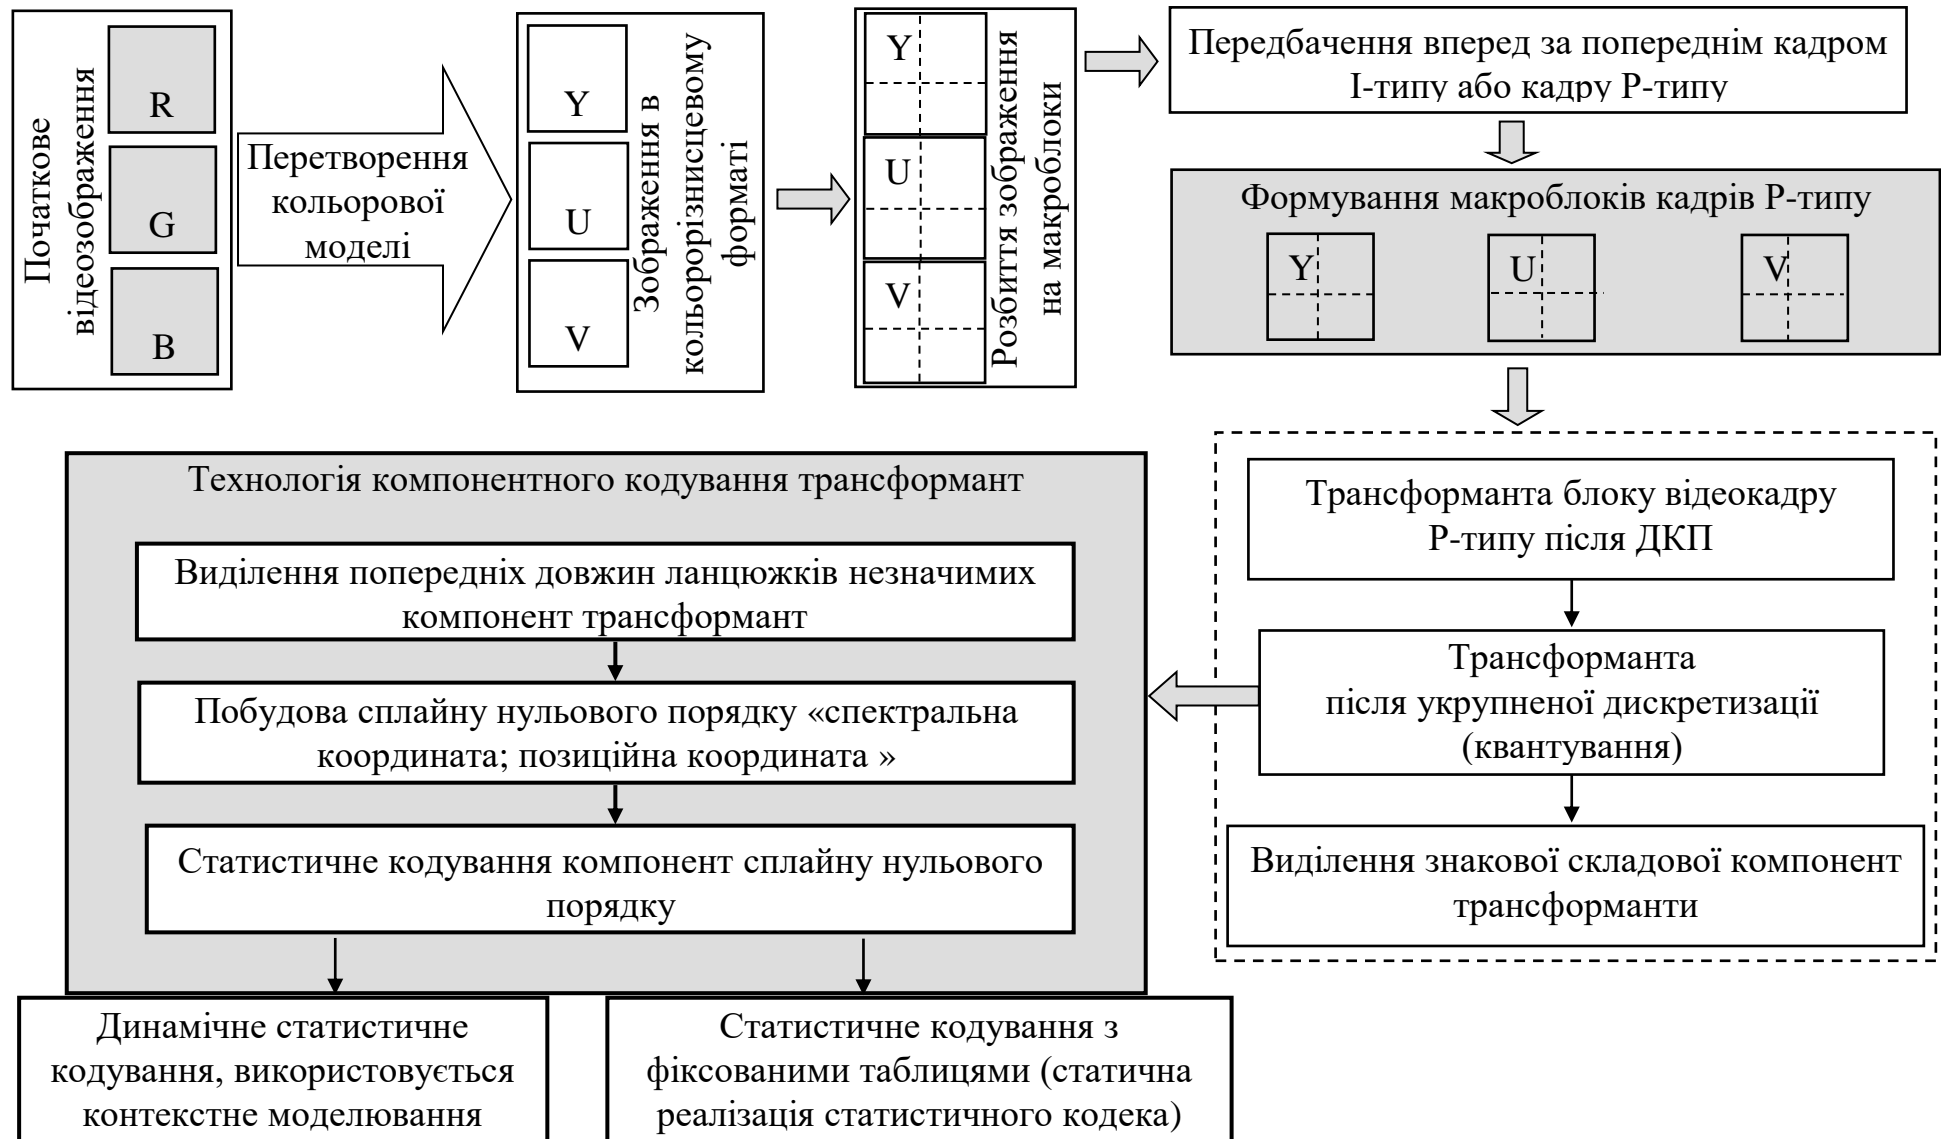 Початкове
відеозображення
R
G
B
Перетворення
кольорової
моделі
Y
U
V
Зображення в
кольорорізнисцевому
форматі
Y
U
V
Розбиття зображення
на макроблоки
Передбачення вперед за попереднім кадром
І-типу або кадру Р-типу
Формування макроблоків кадрів Р-типу
Y
U
V
Трансформанта блоку відеокадру
Р-типу після ДКП
Трансформанта
після укрупненої дискретизації
(квантування)
Виділення знакової складової компонент
трансформанти
Технологія компонентного кодування трансформант
Виділення попередніх довжин ланцюжків незначимих
компонент трансформант
Побудова сплайну нульового порядку «спектральна
координата; позиційна координата »
Статистичне кодування компонент сплайну нульового
порядку
Динамічне статистичне
кодування, використовується
контекстне моделювання
Статистичне кодування з
фіксованими таблицями (статична
реалізація статистичного кодека)